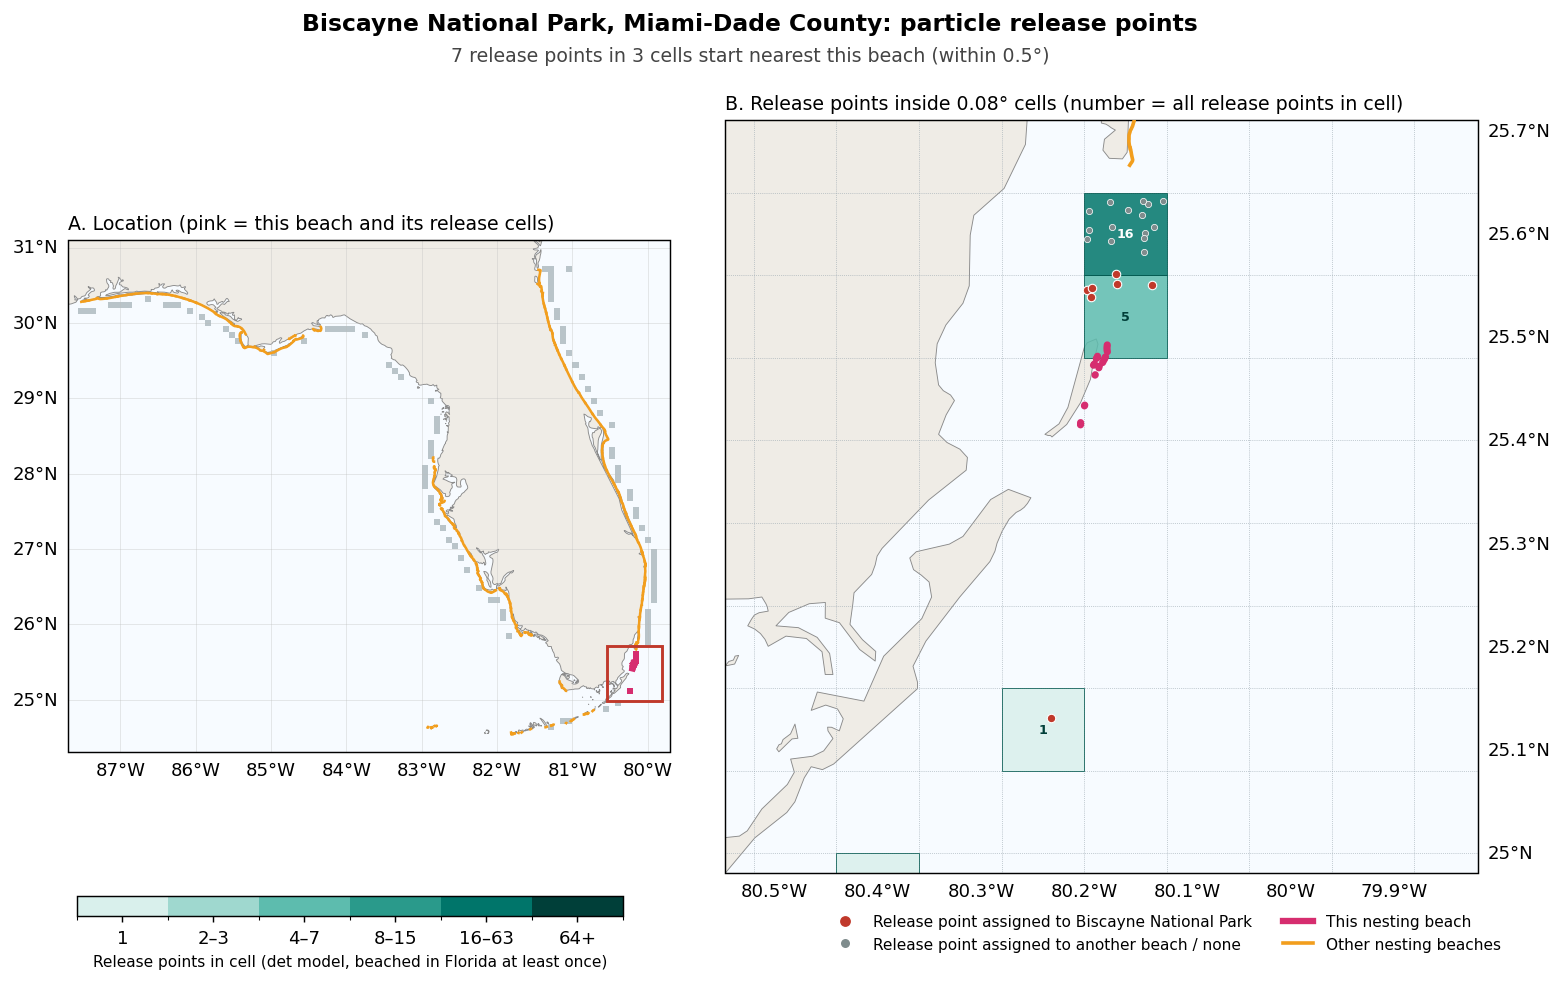 Biscayne National Park, Miami-Dade County: particle release points
7 release points in 3 cells start nearest this beach (within 0.5°)
A. Location (pink = this beach and its release cells)
31°N
30°N
29°N
28°N
27°N
26°N
25°N
87°W 86°W 85°W 84°W 83°W 82°W 81°W 80°W
B. Release points inside 0.08° cells (number = all release points in cell)
16
5
1
25.7°N
25.6°N
25.5°N
25.4°N
25.3°N
25.2°N
25.1°N
25°N
80.5°W 80.4°W 80.3°W 80.2°W 80.1°W 80°W 79.9°W
1 2–3 4–7 8–15 16–63 64+
Release points in cell (det model, beached in Florida at least once)
Release point assigned to Biscayne National Park
Release point assigned to another beach / none
This nesting beach
Other nesting beaches